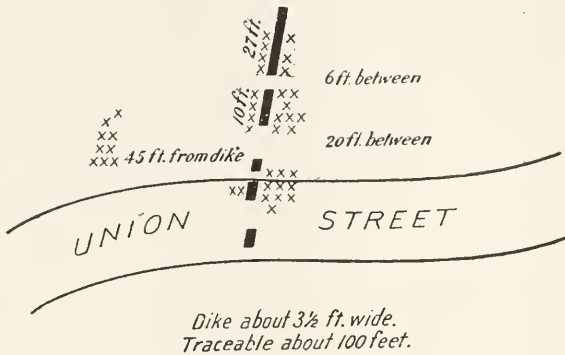 27 ft.
6 ft. between
10 ft.
20 ft. between
45 ft. from dike
UNION STREET
Dike about 3½ ft. wide.
Traceable about 100 feet.